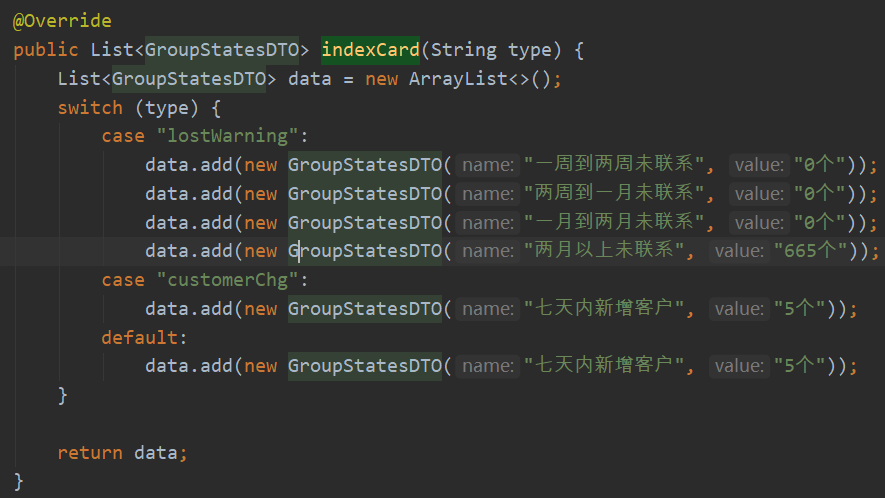 @Override
public List<GroupStatesDTO> indexCard(String type) {
    List<GroupStatesDTO> data = new ArrayList<>();
    switch (type) {
        case "lostWarning":
            data.add(new GroupStatesDTO( name: "一周到两周未联系", value: "0个"));
            data.add(new GroupStatesDTO( name: "两周到一月未联系", value: "0个"));
            data.add(new GroupStatesDTO( name: "一月到两月未联系", value: "0个"));
            data.add(new GroupStatesDTO( name: "两月以上未联系", value: "665个"));
        case "customerChg":
            data.add(new GroupStatesDTO( name: "七天内新增客户", value: "5个"));
        default:
            data.add(new GroupStatesDTO( name: "七天内新增客户", value: "5个"));
    }
    return data;
}